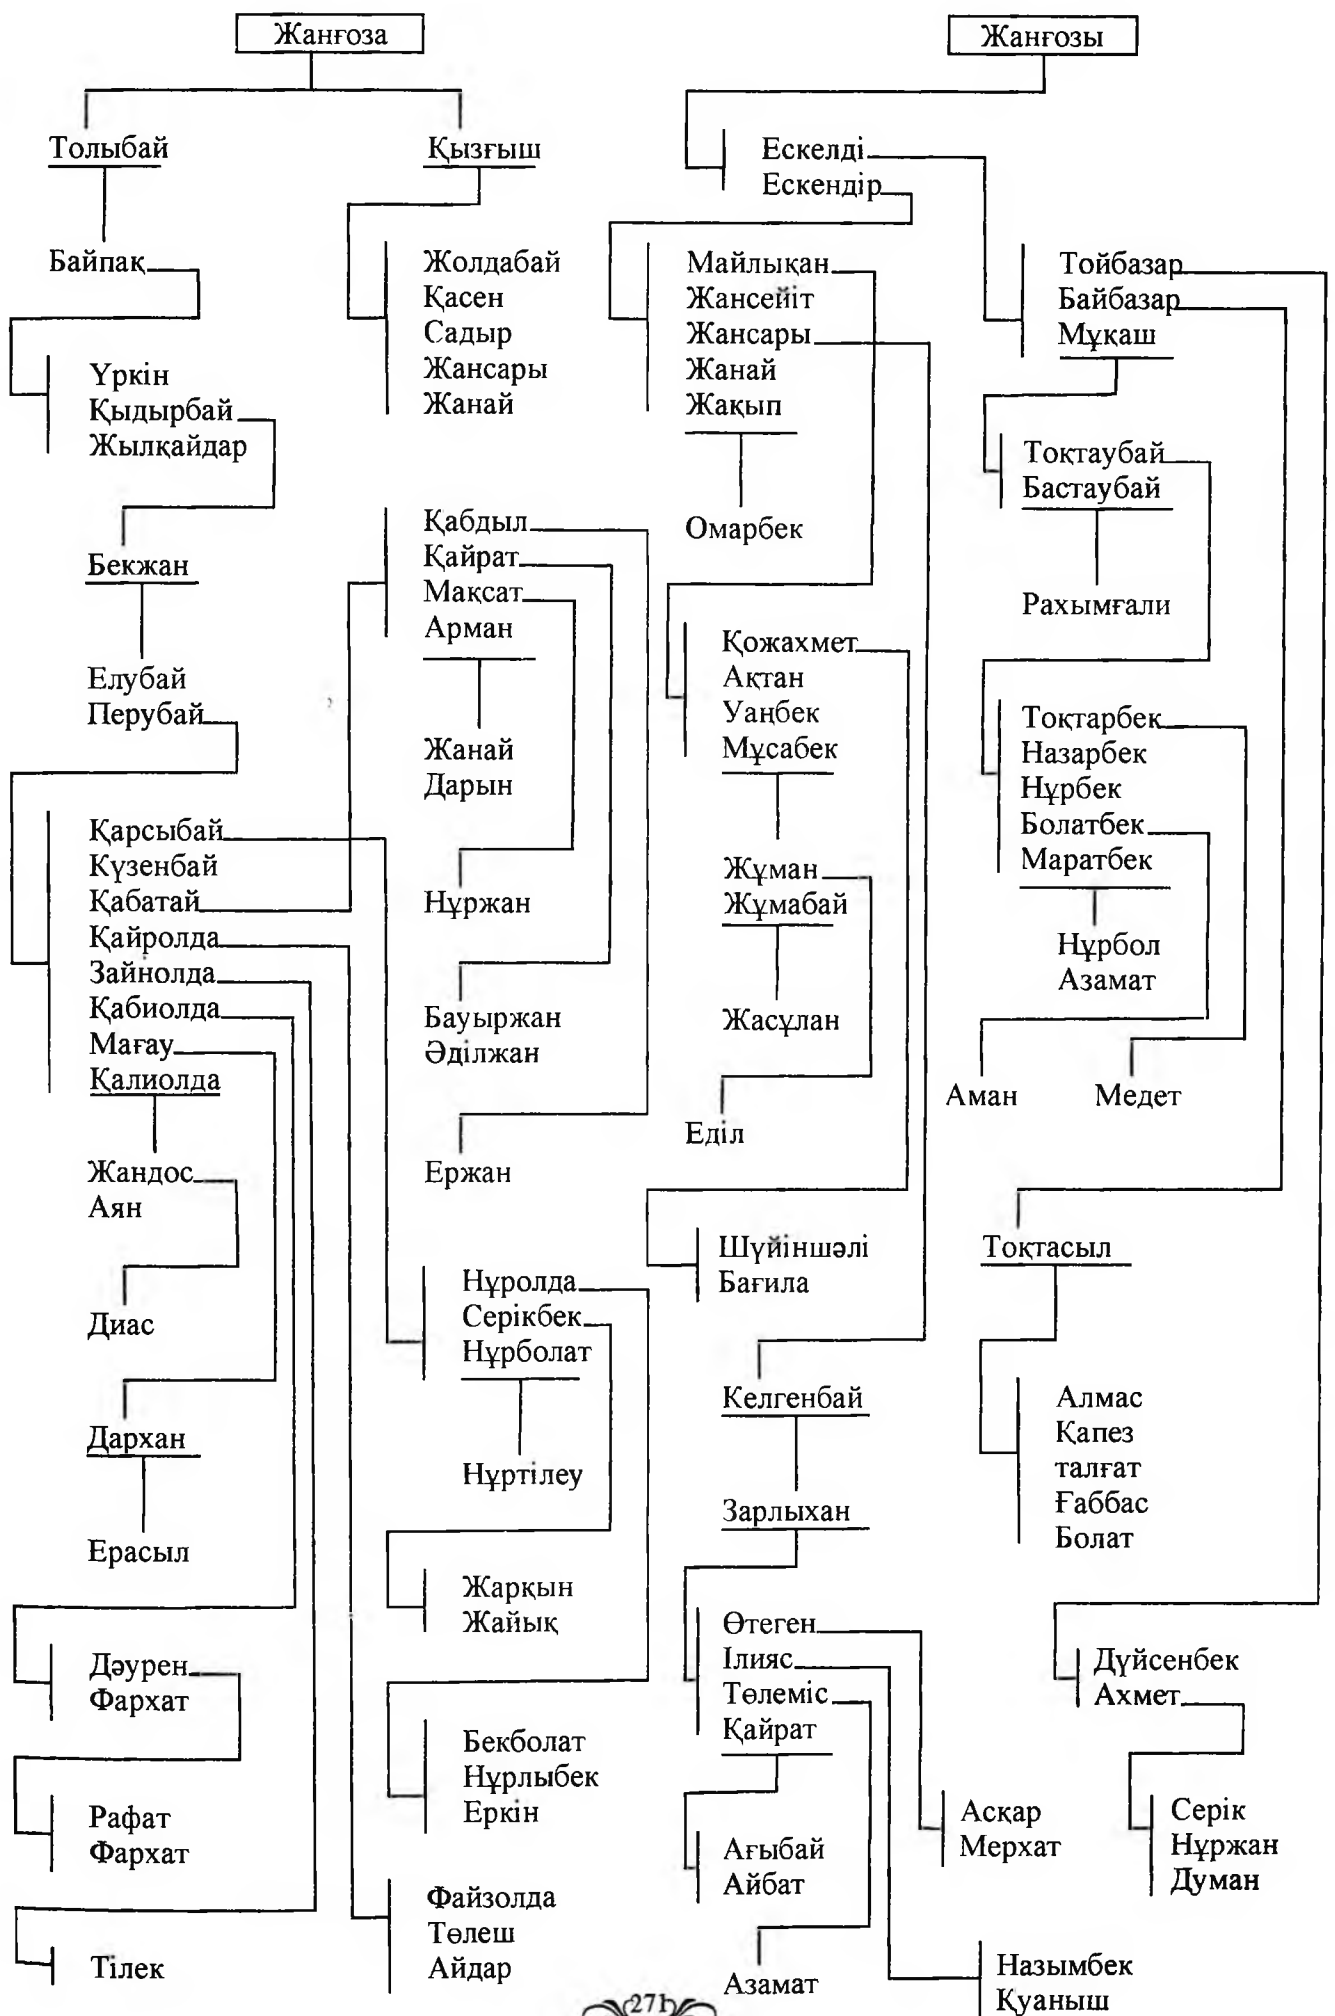 Жанғоза
Жанғозы
Толыбай
Қызғыш
Ескелді
Ескендір
Байпақ
Жолдабай
Қасен
Садыр
Жансары
Жанай
Майлықан
Жансейіт
Жансары
Жанай
Жақып
Тойбазар
Байбазар
Мұқаш
Үркін
Қыдырбай
Жылқайдар
Тоқтаубай
Бастаубай
Омарбек
Бекжан
Қабдыл
Қайрат
Мақсат
Арман
Рахымғали
Елубай
Перубай
Қожахмет
Ақтан
Уаңбек
Мұсабек
Тоқтарбек
Назарбек
Нұрбек
Болатбек
Маратбек
Жанай
Дарын
Қарсыбай
Күзенбай
Қабатай
Қайролда
Зайнолда
Қабиолда
Мағау
Қалиолда
Нұржан
Жұман
Жұмабай
Нұрбол
Азамат
Бауыржан
Әділжан
Жасұлан
Аман
Медет
Еділ
Ержан
Жандос
Аян
Диас
Шүйіншәлі
Бағила
Тоқтасыл
Нұролда
Серікбек
Нұрболат
Дархан
Келгенбай
Алмас
Қапез
талғат
Ғаббас
Болат
Нұртілеу
Зарлыхан
Ерасыл
Жарқын
Жайық
Өтеген
Ілияс
Төлеміс
Қайрат
Дәурен
Фархат
Дүйсенбек
Ахмет
Бекболат
Нұрлыбек
Еркін
Рафат
Фархат
Ағыбай
Айбат
Асқар
Мерхат
Серік
Нұржан
Думан
Файзолда
Төлеш
Айдар
Тілек
Азамат
Назымбек
Қуаныш
271